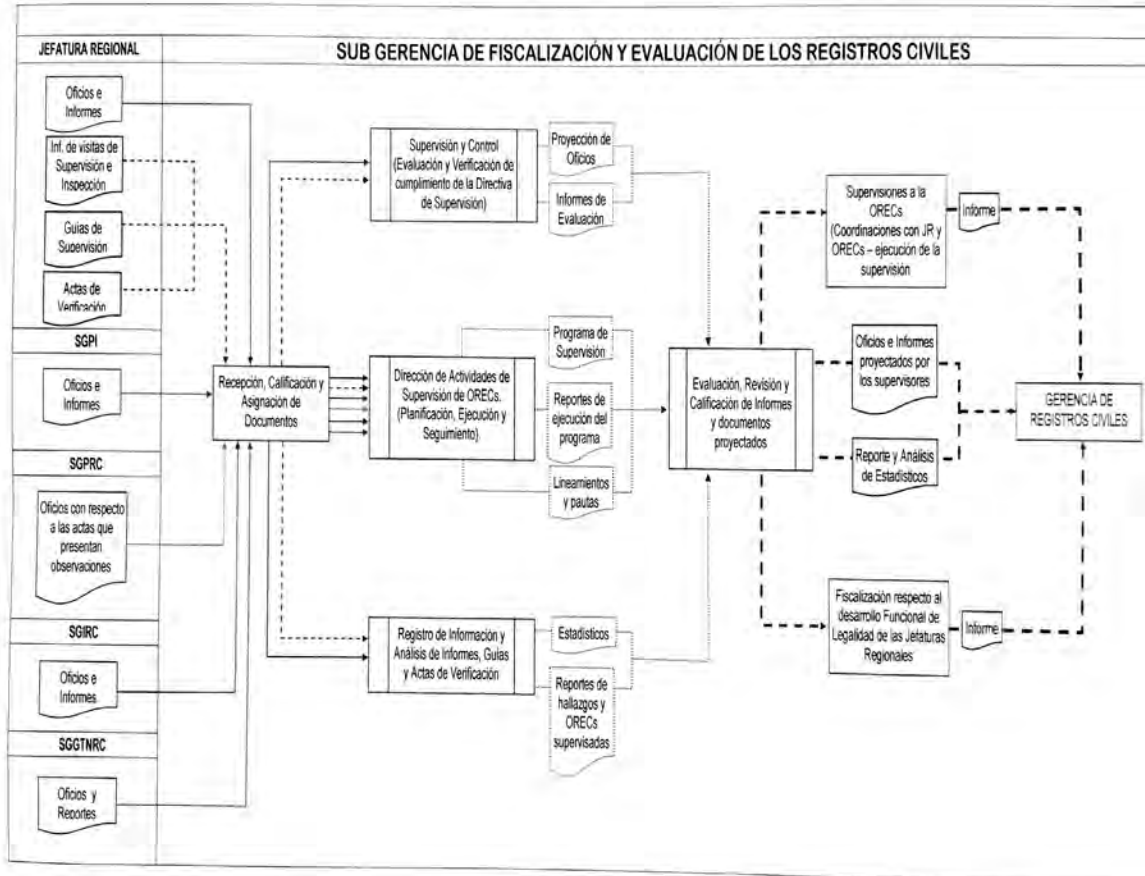 JEFATURA REGIONAL
SUB GERENCIA DE FISCALIZACIÓN Y EVALUACIÓN DE LOS REGISTROS CIVILES
Oficios e
Informes
Inf. de visitas de
Supervisión e
Inspección
Guías de
Supervisión
Actas de
Verificación
SGPI
Oficios e
Informes
SGPRC
Oficios con respecto
a las actas que
presentan
observaciones
SGIRC
Oficios e
Informes
SGGTNRC
Oficios y
Reportes
Recepción, Calificación y
Asignación de
Documentos
Supervisión y Control
(Evaluación y Verificación de
cumplimiento de la Directiva
de Supervisión)
Proyección de
Oficios
Informes de
Evaluación
Dirección de Actividades de
Supervisión de ORECs.
(Planificación, Ejecución y
Seguimiento)
Programa de
Supervisión
Reportes de
ejecución del
programa
Lineamientos
y pautas
Registro de Información y
Análisis de Informes, Guías
y Actas de Verificación
Estadísticos
Reportes de
hallazgos y
ORECs
supervisadas
Evaluación, Revisión y
Calificación de Informes
y documentos
proyectados
Supervisiones a la
ORECs
(Coordinaciones con JR y
ORECs – ejecución de la
supervisión
Informe
Oficios e Informes
proyectados por
los supervisores
Reporte y Análisis
de Estadísticos
Fiscalización respecto al
desarrollo Funcional de
Legalidad de las Jefaturas
Regionales
Informe
GERENCIA DE
REGISTROS CIVILES